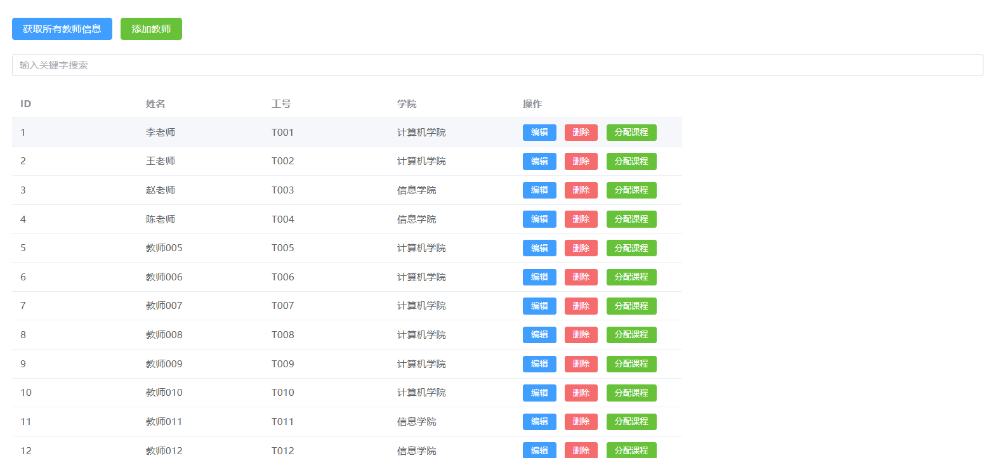 获取所有教师信息 添加教师
输入关键字搜索
ID 姓名 工号 学院 操作
1 李老师 T001 计算机学院 编辑 删除 分配课程
2 王老师 T002 计算机学院 编辑 删除 分配课程
3 赵老师 T003 信息学院 编辑 删除 分配课程
4 陈老师 T004 信息学院 编辑 删除 分配课程
5 教师005 T005 计算机学院 编辑 删除 分配课程
6 教师006 T006 计算机学院 编辑 删除 分配课程
7 教师007 T007 计算机学院 编辑 删除 分配课程
8 教师008 T008 计算机学院 编辑 删除 分配课程
9 教师009 T009 计算机学院 编辑 删除 分配课程
10 教师010 T010 计算机学院 编辑 删除 分配课程
11 教师011 T011 信息学院 编辑 删除 分配课程
12 教师012 T012 信息学院 编辑 删除 分配课程